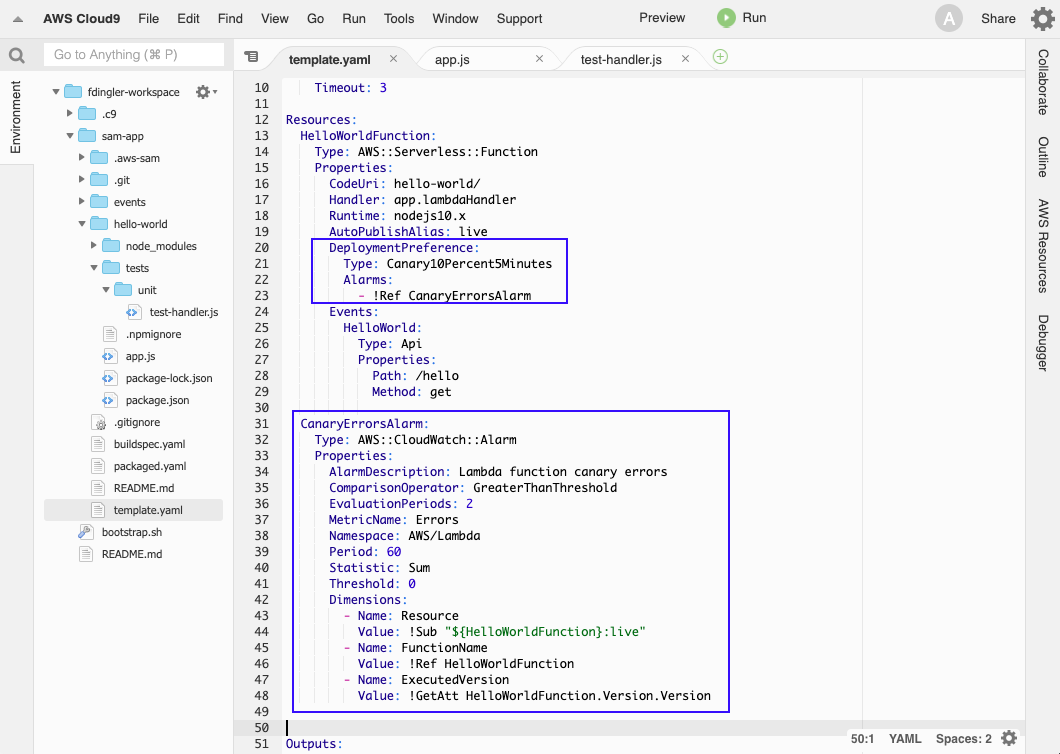 AWS Cloud9 File Edit Find View Go Run Tools Window Support Preview Run A Share
Go to Anything (⌘ P)
template.yaml × app.js × test-handler.js ×
Environment
fdingler-workspace
.c9
sam-app
.aws-sam
.git
events
hello-world
node_modules
tests
unit
test-handler.js
.npmignore
app.js
package-lock.json
package.json
.gitignore
buildspec.yaml
packaged.yaml
README.md
template.yaml
bootstrap.sh
README.md
10 Timeout: 3
11
12 Resources:
13 HelloWorldFunction:
14 Type: AWS::Serverless::Function
15 Properties:
16 CodeUri: hello-world/
17 Handler: app.lambdaHandler
18 Runtime: nodejs10.x
19 AutoPublishAlias: live
20 DeploymentPreference:
21 Type: Canary10Percent5Minutes
22 Alarms:
23 - !Ref CanaryErrorsAlarm
24 Events:
25 HelloWorld:
26 Type: Api
27 Properties:
28 Path: /hello
29 Method: get
30
31 CanaryErrorsAlarm:
32 Type: AWS::CloudWatch::Alarm
33 Properties:
34 AlarmDescription: Lambda function canary errors
35 ComparisonOperator: GreaterThanThreshold
36 EvaluationPeriods: 2
37 MetricName: Errors
38 Namespace: AWS/Lambda
39 Period: 60
40 Statistic: Sum
41 Threshold: 0
42 Dimensions:
43 - Name: Resource
44 Value: !Sub "${HelloWorldFunction}:live"
45 - Name: FunctionName
46 Value: !Ref HelloWorldFunction
47 - Name: ExecutedVersion
48 Value: !GetAtt HelloWorldFunction.Version.Version
49
50
51 Outputs:
50:1 YAML Spaces: 2
Collaborate
Outline
AWS Resources
Debugger